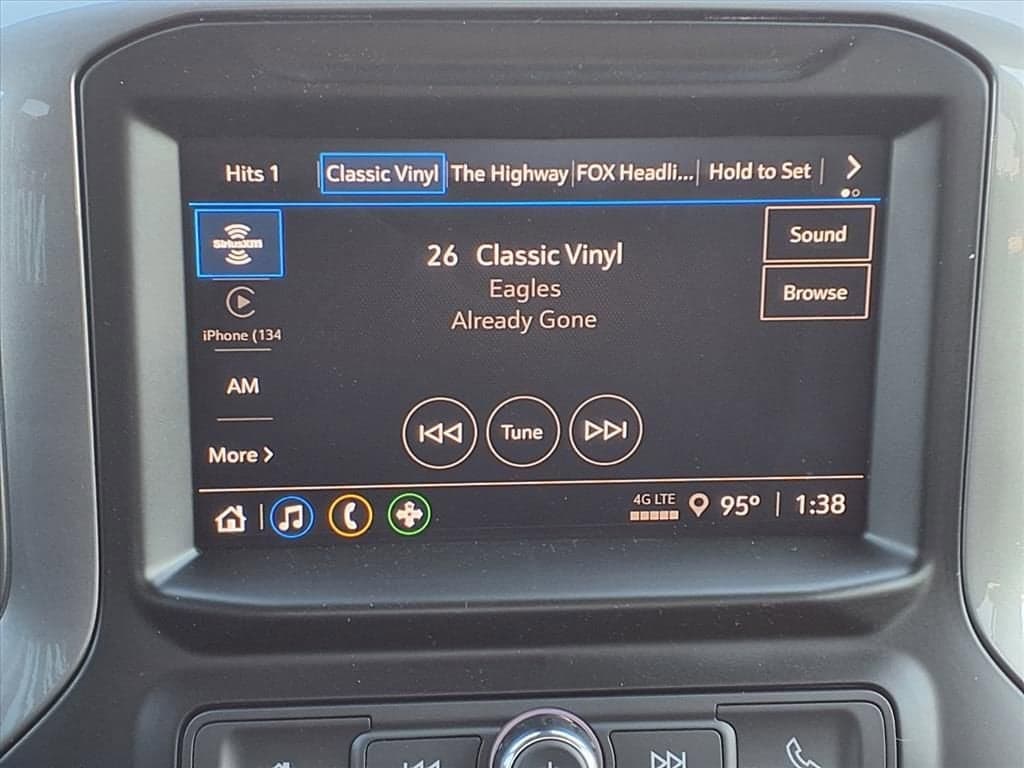 Hits 1 Classic Vinyl The Highway FOX Headli... Hold to Set
SiriusXM
26 Classic Vinyl
Sound
Eagles
Browse
Already Gone
iPhone (134
AM
Tune
More
4G LTE 95° 1:38